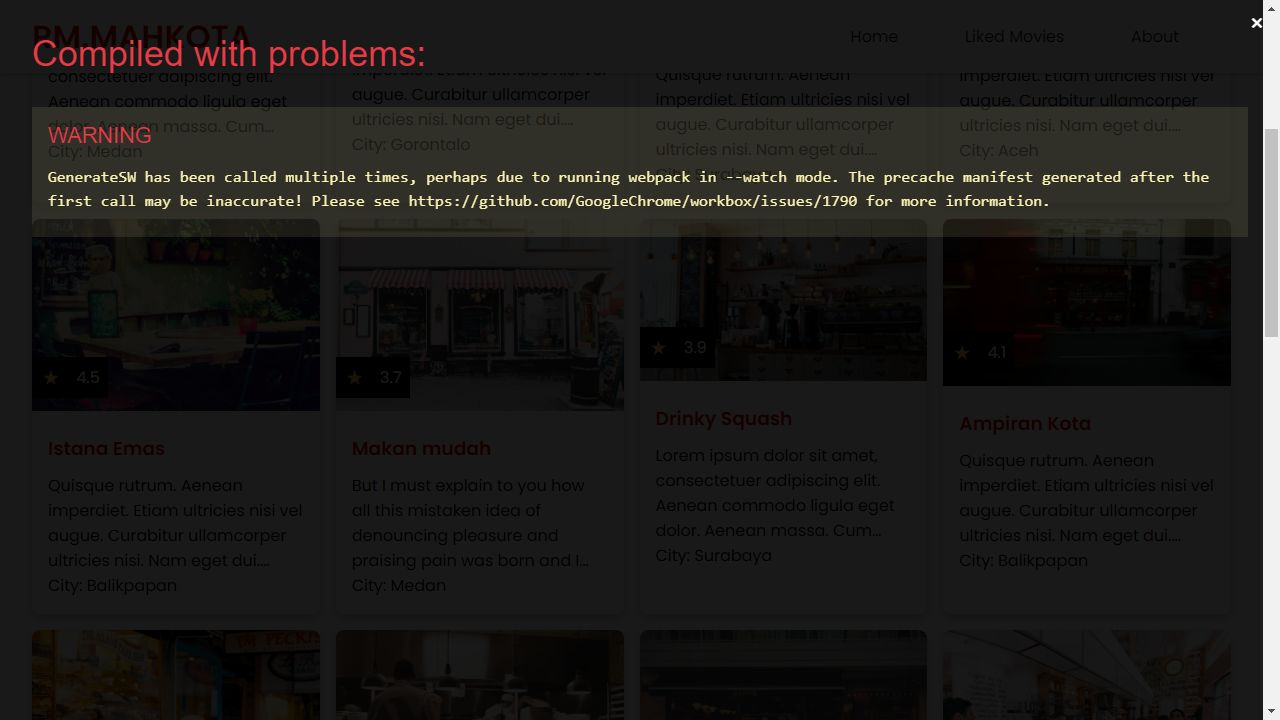 RM.MAHKOTA
Home
Liked Movies
About
Compiled with problems:
×
consectetuer adipiscing elit.
Aenean commodo ligula eget
dolor. Aenean massa. Cum...
City: Medan
imperdiet. Etiam ultricies nisi vel
augue. Curabitur ullamcorper
ultricies nisi. Nam eget dui....
City: Gorontalo
Quisque rutrum. Aenean
imperdiet. Etiam ultricies nisi vel
augue. Curabitur ullamcorper
ultricies nisi. Nam eget dui....
City: Surabaya
imperdiet. Etiam ultricies nisi vel
augue. Curabitur ullamcorper
ultricies nisi. Nam eget dui....
City: Aceh
WARNING
GenerateSW has been called multiple times, perhaps due to running webpack in --watch mode. The precache manifest generated after the
first call may be inaccurate! Please see https://github.com/GoogleChrome/workbox/issues/1790 for more information.
★ 4.5
Istana Emas
Quisque rutrum. Aenean
imperdiet. Etiam ultricies nisi vel
augue. Curabitur ullamcorper
ultricies nisi. Nam eget dui....
City: Balikpapan
★ 3.7
Makan mudah
But I must explain to you how
all this mistaken idea of
denouncing pleasure and
praising pain was born and I...
City: Medan
★ 3.9
Drinky Squash
Lorem ipsum dolor sit amet,
consectetuer adipiscing elit.
Aenean commodo ligula eget
dolor. Aenean massa. Cum...
City: Surabaya
★ 4.1
Ampiran Kota
Quisque rutrum. Aenean
imperdiet. Etiam ultricies nisi vel
augue. Curabitur ullamcorper
ultricies nisi. Nam eget dui....
City: Balikpapan